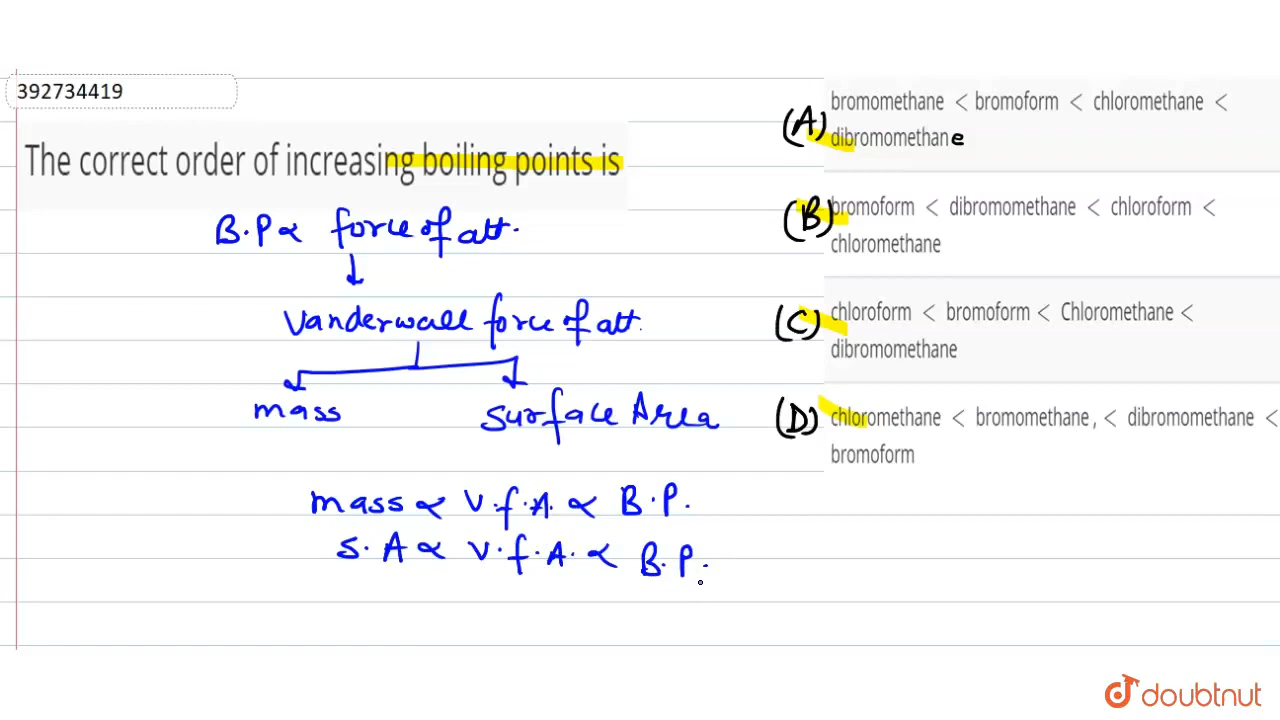 392734419
The correct order of increasing boiling points is
B.P ∝ force of att.
↓
Vanderwall force of att.
mass
Surface Area
mass ∝ V.f.A. ∝ B.P.
S.A ∝ V.f.A. ∝ B.P.
(A) bromomethane < bromoform < chloromethane <
dibromomethane
(B) bromoform < dibromomethane < chloroform <
chloromethane
(C) chloroform < bromoform < Chloromethane <
dibromomethane
(D) chloromethane < bromomethane, < dibromomethane <
bromoform
doubtnut